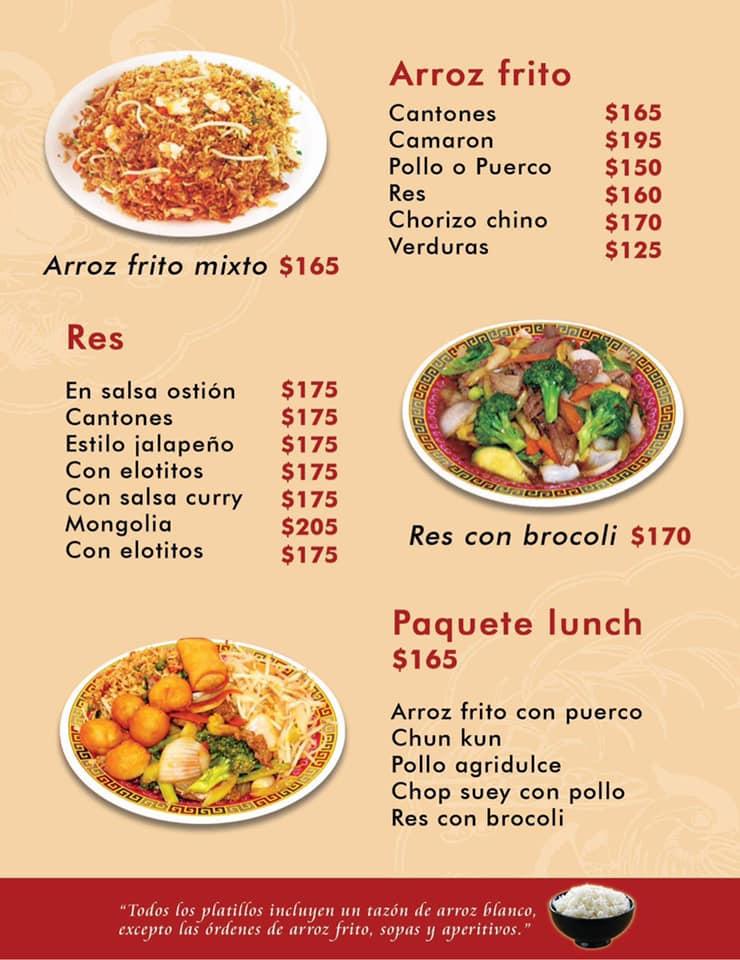 Arroz frito mixto $165
Arroz frito
Cantones $165
Camaron $195
Pollo o Puerco $150
Res $160
Chorizo chino $170
Verduras $125
Res
En salsa ostión $175
Cantones $175
Estilo jalapeño $175
Con elotitos $175
Con salsa curry $175
Mongolia $205
Con elotitos $175
Res con brocoli $170
Paquete lunch
$165
Arroz frito con puerco
Chun kun
Pollo agridulce
Chop suey con pollo
Res con brocoli
“Todos los platillos incluyen un tazón de arroz blanco,
excepto las órdenes de arroz frito, sopas y aperitivos.”